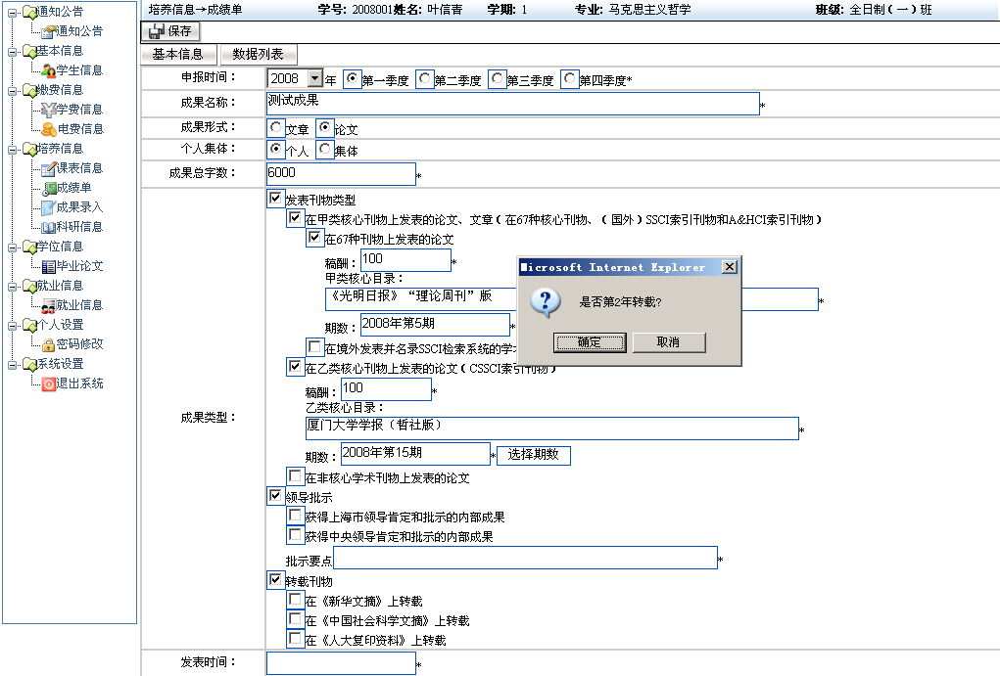 通知公告
通知公告
基本信息
学生信息
缴费信息
学费信息
电费信息
培养信息
课表信息
成绩单
成果录入
科研信息
学位信息
毕业论文
就业信息
就业信息
个人设置
密码修改
系统设置
退出系统
培养信息→成绩单 学号: 2008001姓名: 叶信青 学期: 1 专业: 马克思主义哲学 班级: 全日制(一)班
保存
基本信息 数据列表
申报时间: 2008 年 第一季度 第二季度 第三季度 第四季度*
成果名称: 测试成果 *
成果形式: 文章 论文
个人集体: 个人 集体
成果总字数: 6000 *
成果类型:
发表刊物类型
在甲类核心刊物上发表的论文、文章(在67种核心刊物、(国外)SSCI索引刊物和A&HCI索引刊物)
在67种刊物上发表的论文
稿酬: 100 *
甲类核心目录:
《光明日报》“理论周刊”版 *
期数: 2008年第5期 *
在境外发表并名录SSCI检索系统的学术
在乙类核心刊物上发表的论文(CSSCI索引刊物)
稿酬: 100 *
乙类核心目录:
厦门大学学报(哲社版) *
期数: 2008年第15期 * 选择期数
在非核心学术刊物上发表的论文
领导批示
获得上海市领导肯定和批示的内部成果
获得中央领导肯定和批示的内部成果
批示要点 *
转载刊物
在《新华文摘》上转载
在《中国社会科学文摘》上转载
在《人大复印资料》上转载
发表时间: *
Microsoft Internet Explorer
是否第2年转载?
确定 取消